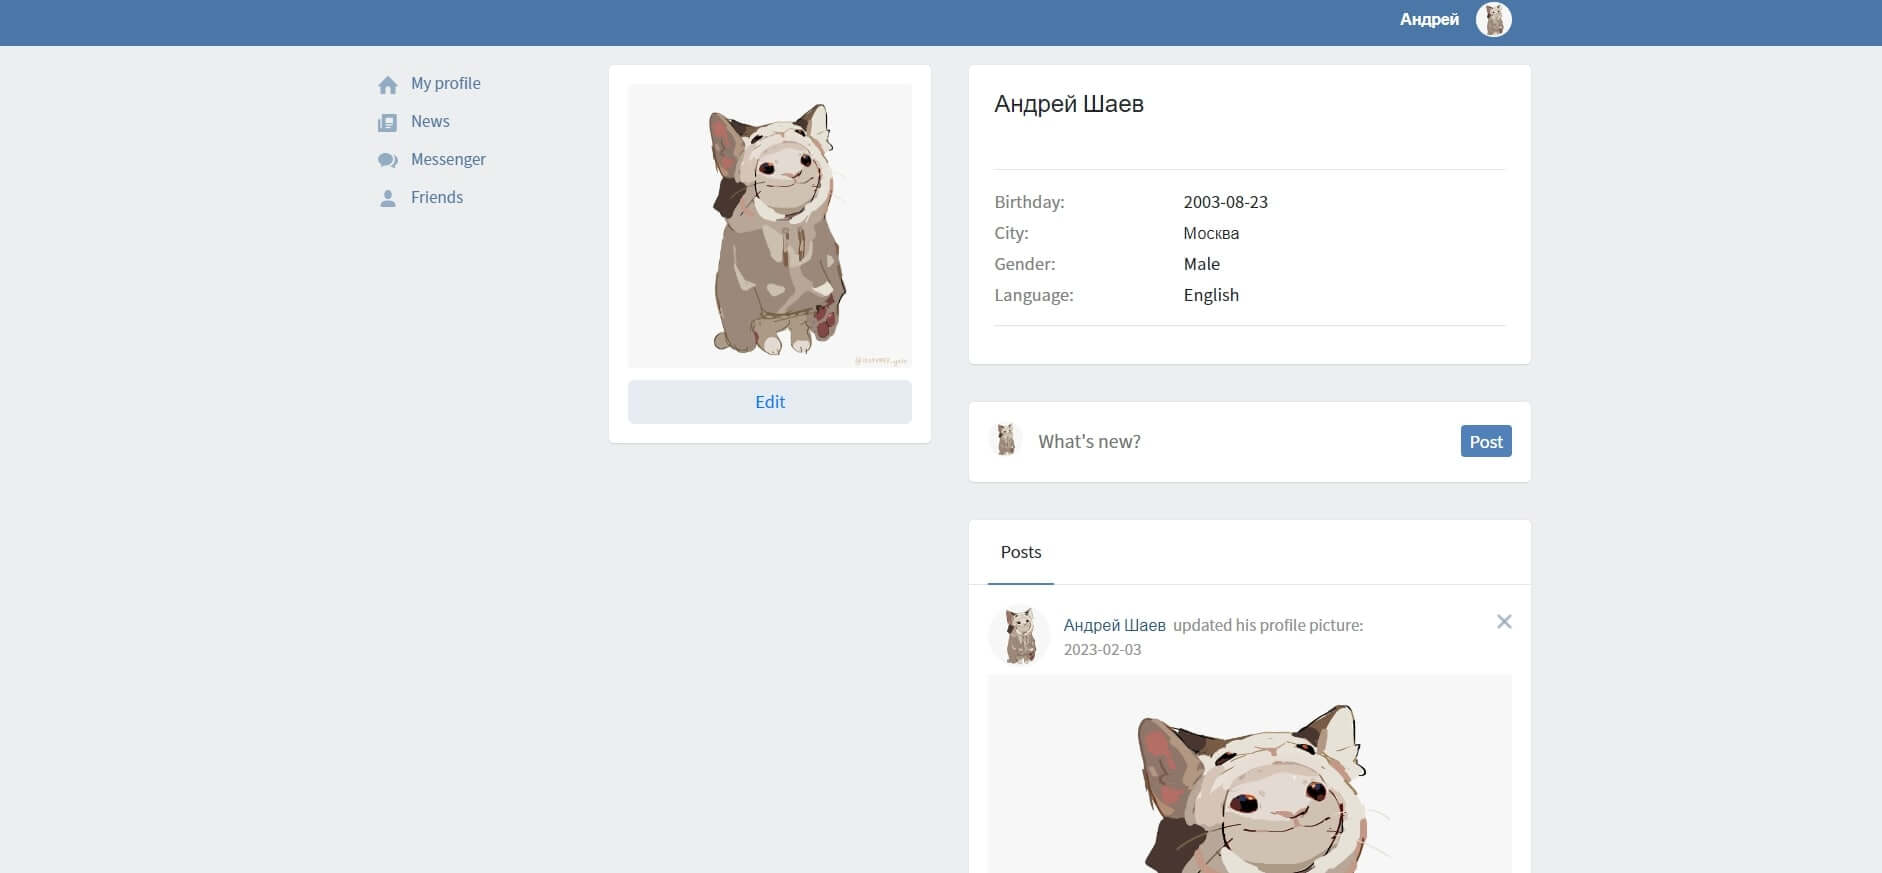 Андрей
My profile
News
Messenger
Friends
Edit
Андрей Шаев
Birthday: 2003-08-23
City: Москва
Gender: Male
Language: English
What's new?
Post
Posts
Андрей Шаев updated his profile picture:
2023-02-03